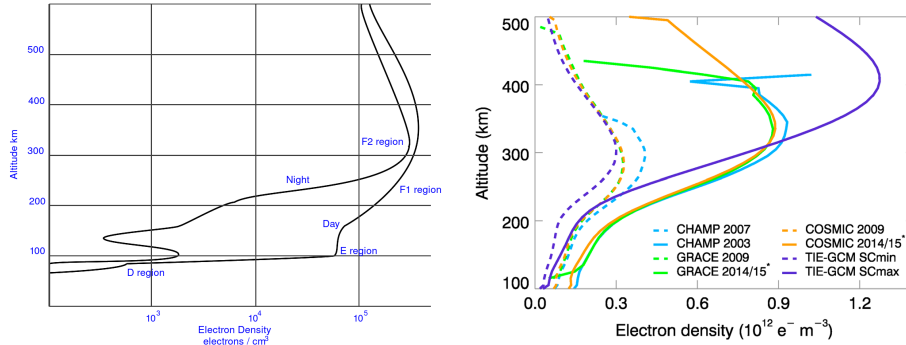 500
400
300
200
100
Altitude km
F2 region
Night
F1 region
Day
E region
D region
10³
10⁴
10⁵
Electron Density
electrons / cm³
500
400
300
200
100
Altitude (km)
CHAMP 2007
CHAMP 2003
GRACE 2009
GRACE 2014/15*
COSMIC 2009
COSMIC 2014/15*
TIE-GCM SCmin
TIE-GCM SCmax
0.0
0.3
0.6
0.9
1.2
Electron density (10¹² e⁻ m⁻³)